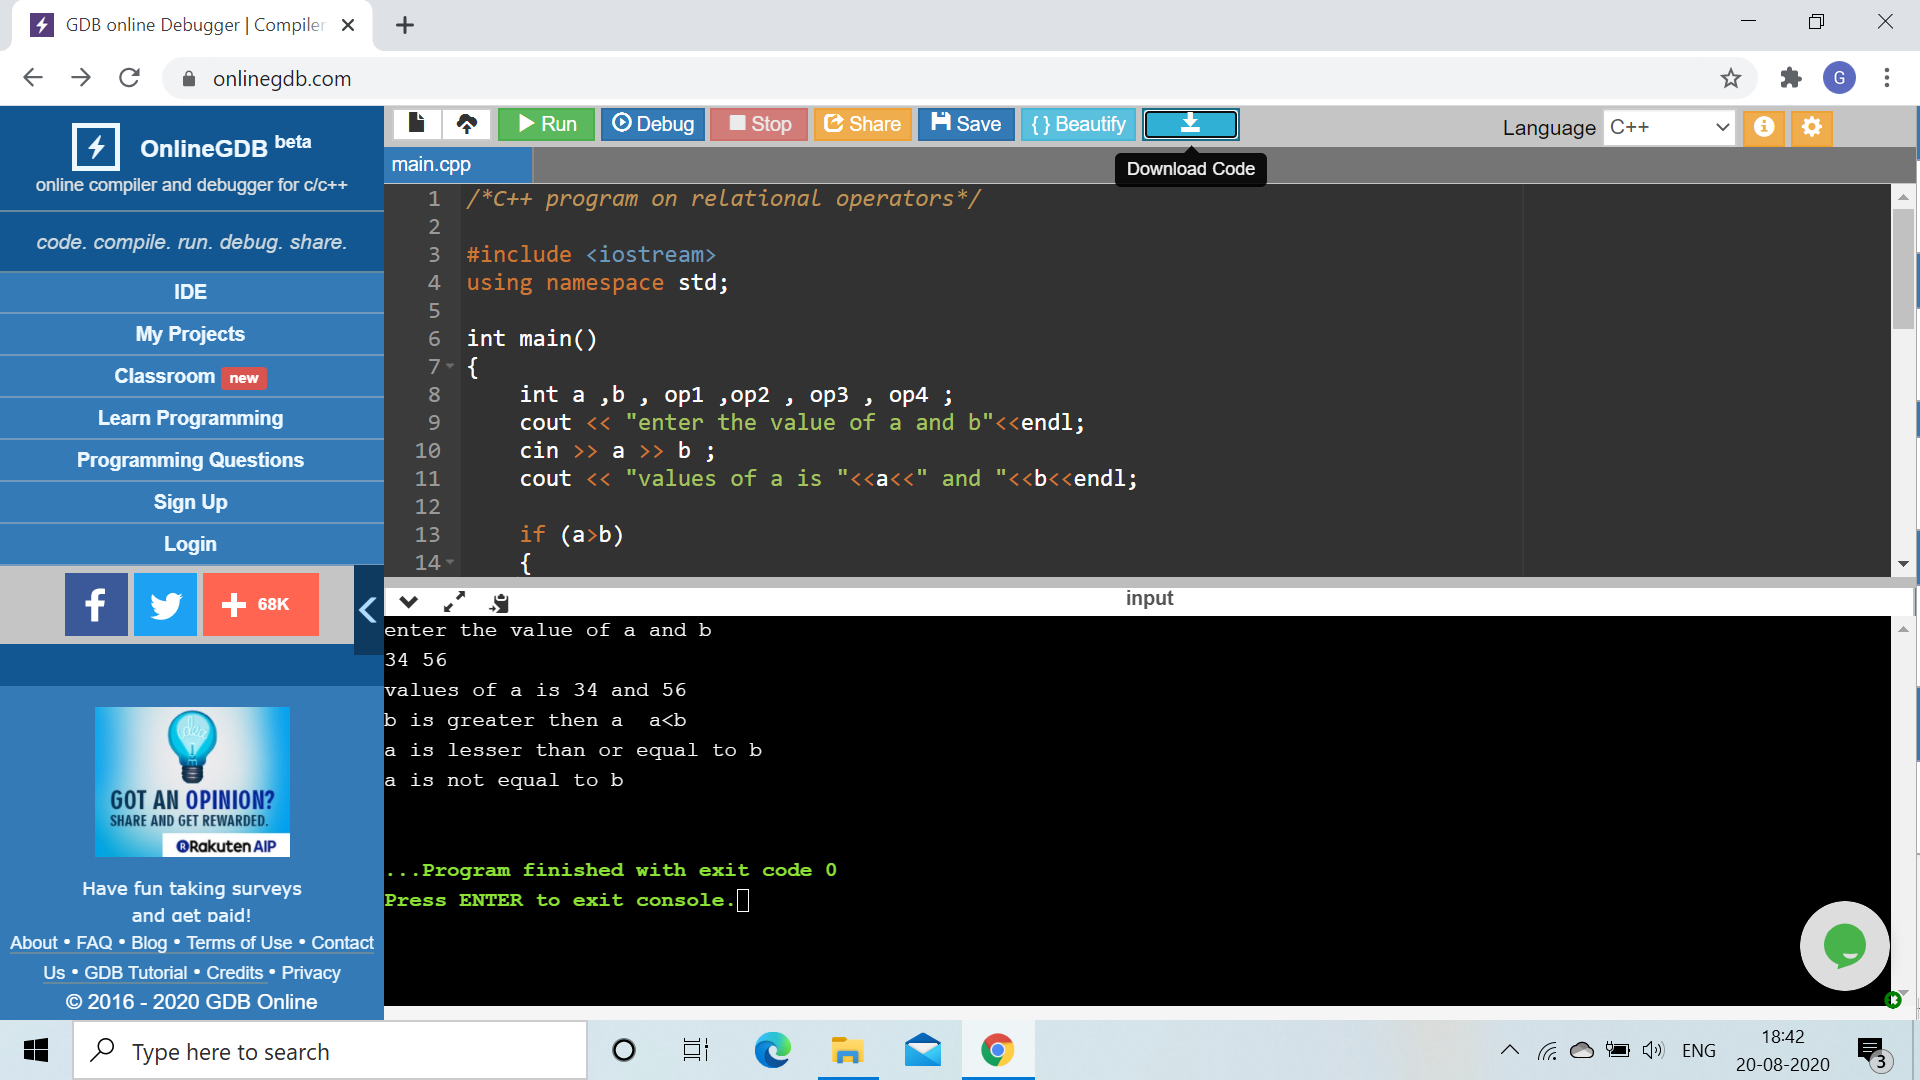 GDB online Debugger | Compiler
onlinegdb.com
G
OnlineGDB beta
online compiler and debugger for c/c++
code. compile. run. debug. share.
IDE
My Projects
Classroom new
Learn Programming
Programming Questions
Sign Up
Login
68K
GOT AN OPINION?
SHARE AND GET REWARDED.
Rakuten AIP
Have fun taking surveys
and get paid!
About • FAQ • Blog • Terms of Use • Contact
Us • GDB Tutorial • Credits • Privacy
© 2016 - 2020 GDB Online
Run Debug Stop Share Save { } Beautify
Language C++
main.cpp
Download Code
1 /*C++ program on relational operators*/
2
3 #include <iostream>
4 using namespace std;
5
6 int main()
7 {
8 int a ,b , op1 ,op2 , op3 , op4 ;
9 cout << "enter the value of a and b"<<endl;
10 cin >> a >> b ;
11 cout << "values of a is "<<a<<" and "<<b<<endl;
12
13 if (a>b)
14 {
input
enter the value of a and b
34 56
values of a is 34 and 56
b is greater then a  a<b
a is lesser than or equal to b
a is not equal to b
...Program finished with exit code 0
Press ENTER to exit console.
Type here to search
ENG
18:42
20-08-2020
3